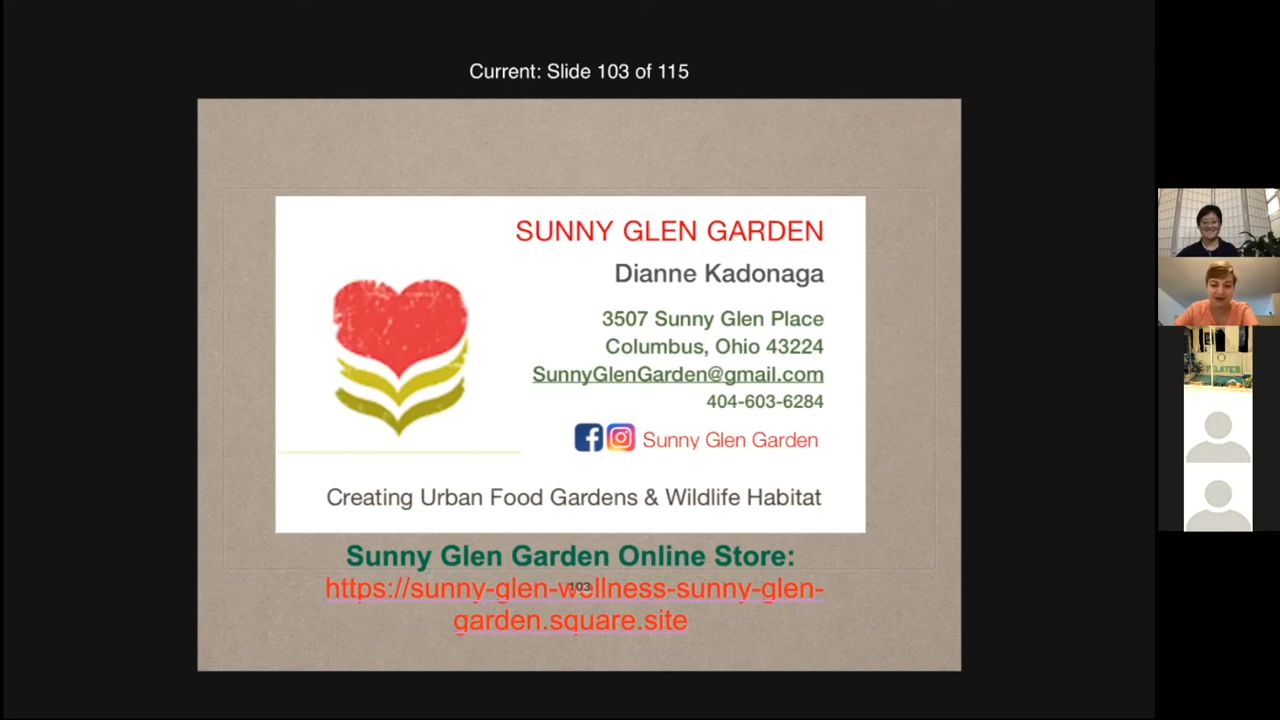 Current: Slide 103 of 115
SUNNY GLEN GARDEN
Dianne Kadonaga
3507 Sunny Glen Place
Columbus, Ohio 43224
SunnyGlenGarden@gmail.com
404-603-6284
Sunny Glen Garden
Creating Urban Food Gardens & Wildlife Habitat
Sunny Glen Garden Online Store:
103
https://sunny-glen-wellness-sunny-glen-
garden.square.site